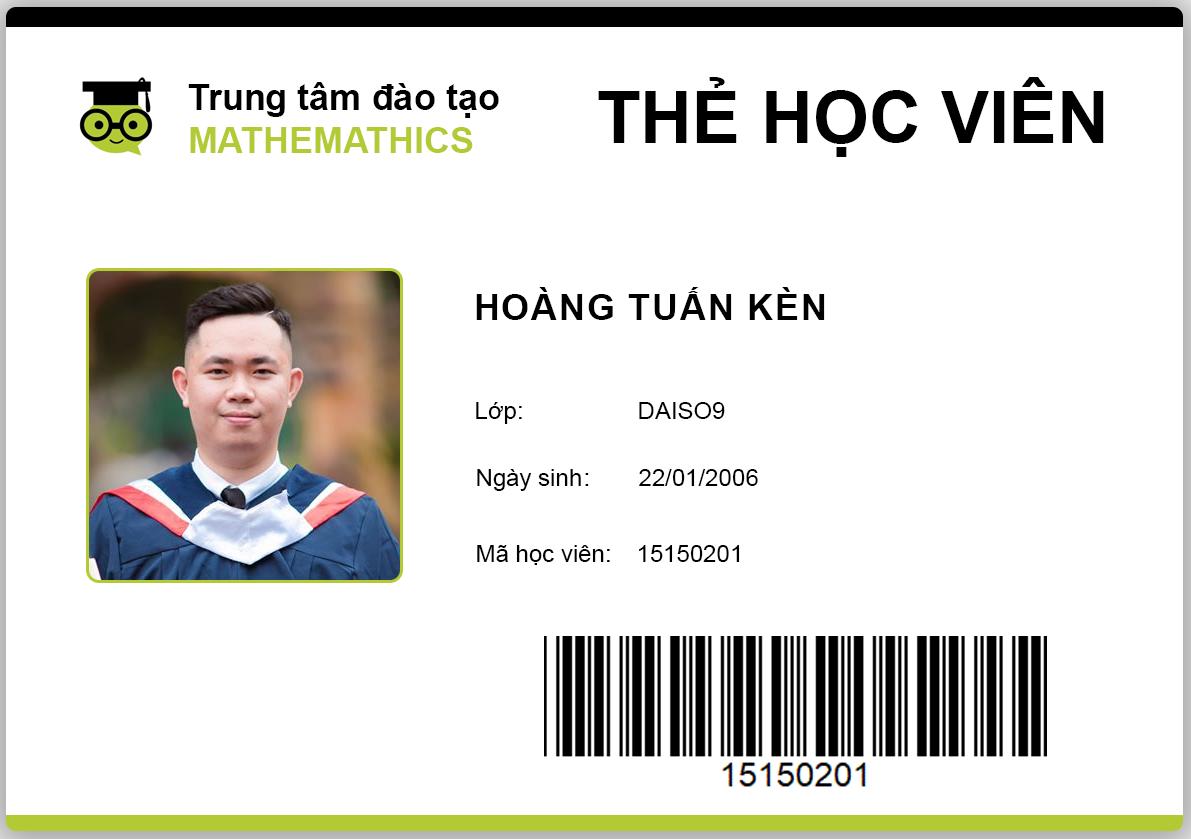 Trung tâm đào tạo
MATHEMATHICS
THẺ HỌC VIÊN
HOÀNG TUẤN KÈN
Lớp: DAISO9
Ngày sinh: 22/01/2006
Mã học viên: 15150201
15150201